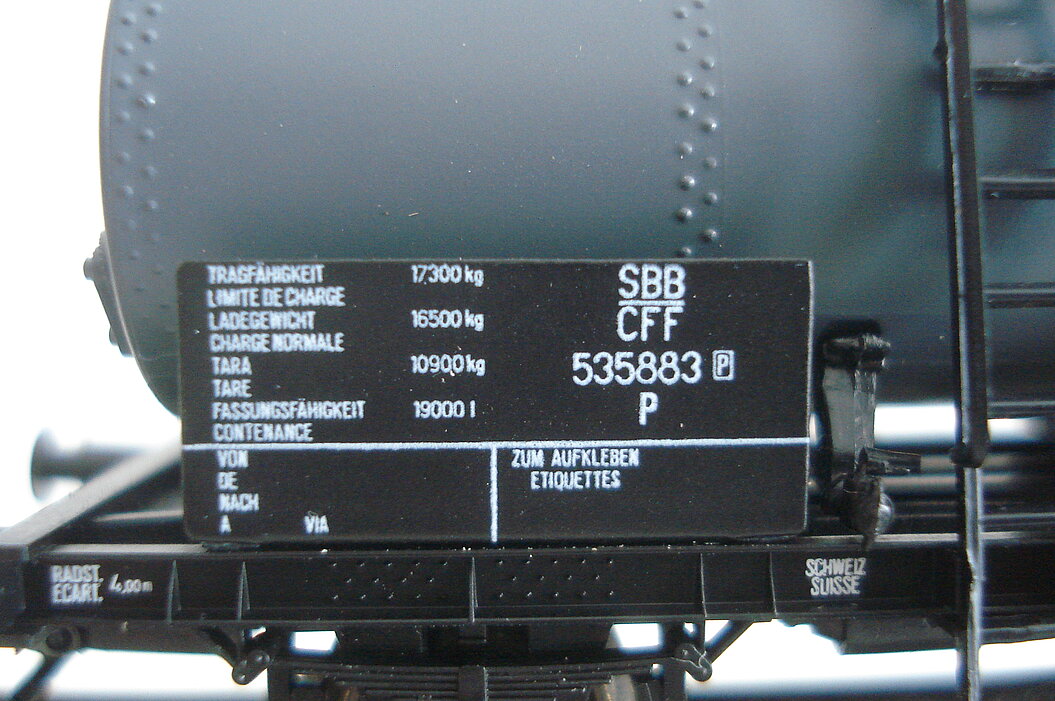 TRAGFÄHIGKEIT 17300 kg
LIMITE DE CHARGE
LADEGEWICHT 16500 kg
CHARGE NORMALE
TARA 10900 kg
TARE
FASSUNGSFÄHIGKEIT 19000 l
CONTENANCE
SBB
CFF
535883 P
P
VON
DE
NACH
A VIA
ZUM AUFKLEBEN
ETIQUETTES
RADST. 4,00 m
ECART.
SCHWEIZ
SUISSE